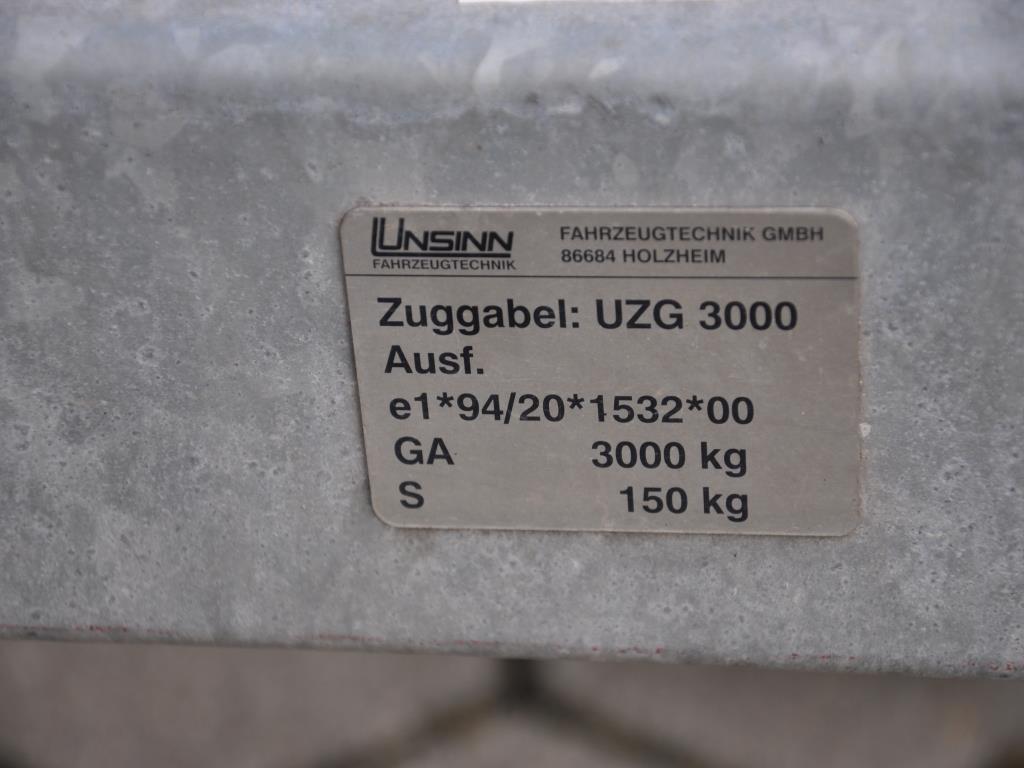 UNSINN
FAHRZEUGTECHNIK
FAHRZEUGTECHNIK GMBH
86684 HOLZHEIM
Zuggabel: UZG 3000
Ausf.
e1*94/20*1532*00
GA 3000 kg
S 150 kg